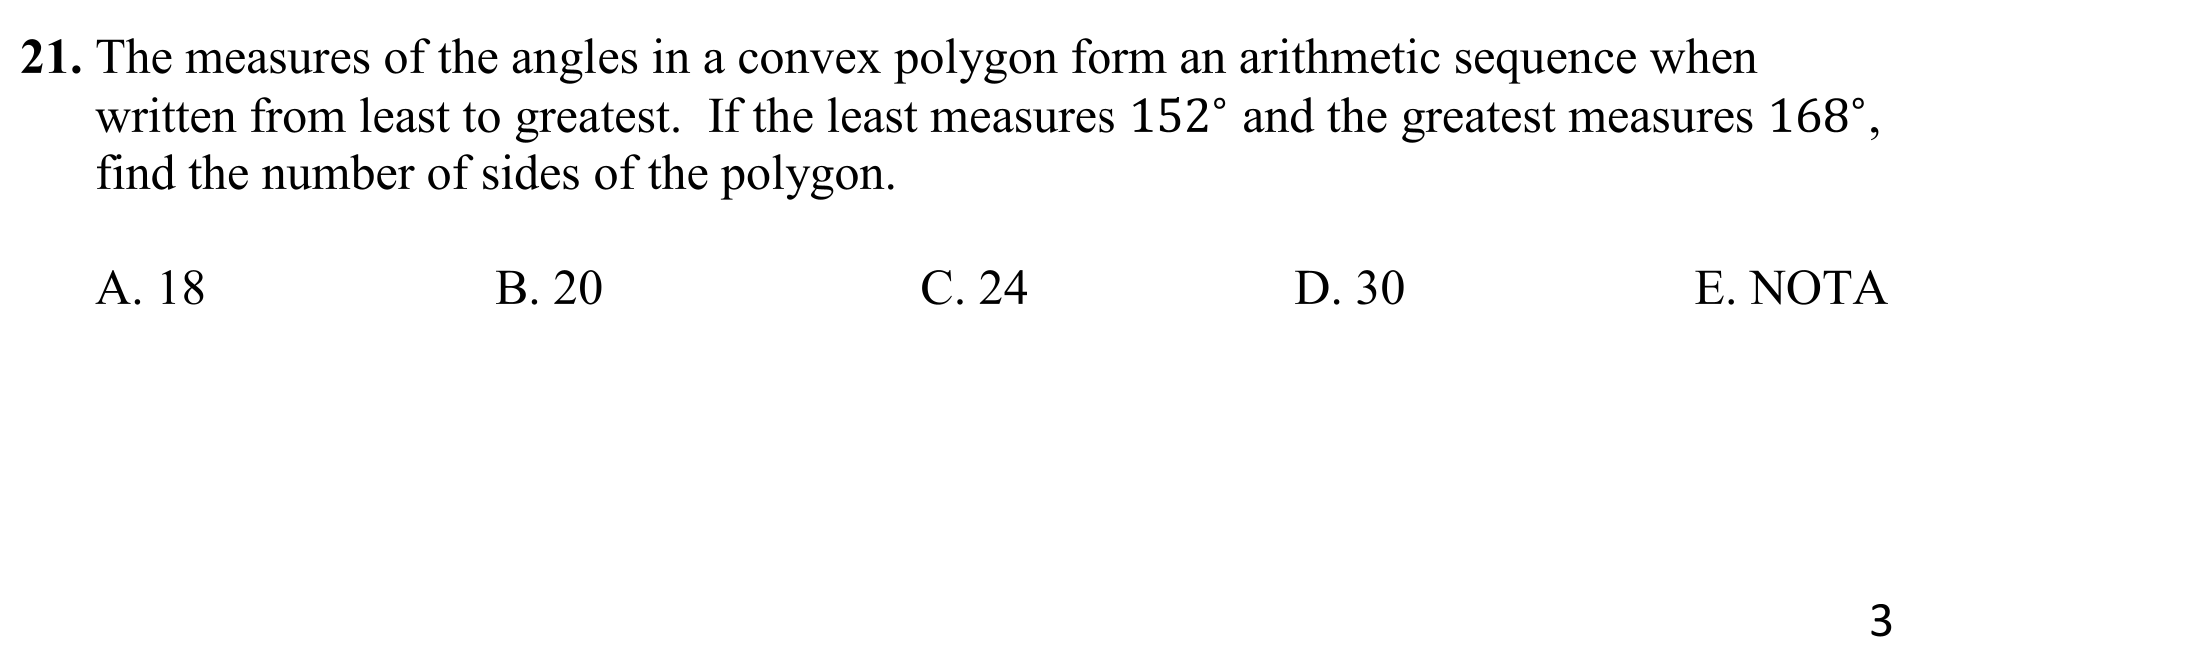 21. The measures of the angles in a convex polygon form an arithmetic sequence when
written from least to greatest.  If the least measures 152° and the greatest measures 168°,
find the number of sides of the polygon.
A. 18 B. 20 C. 24 D. 30 E. NOTA
3